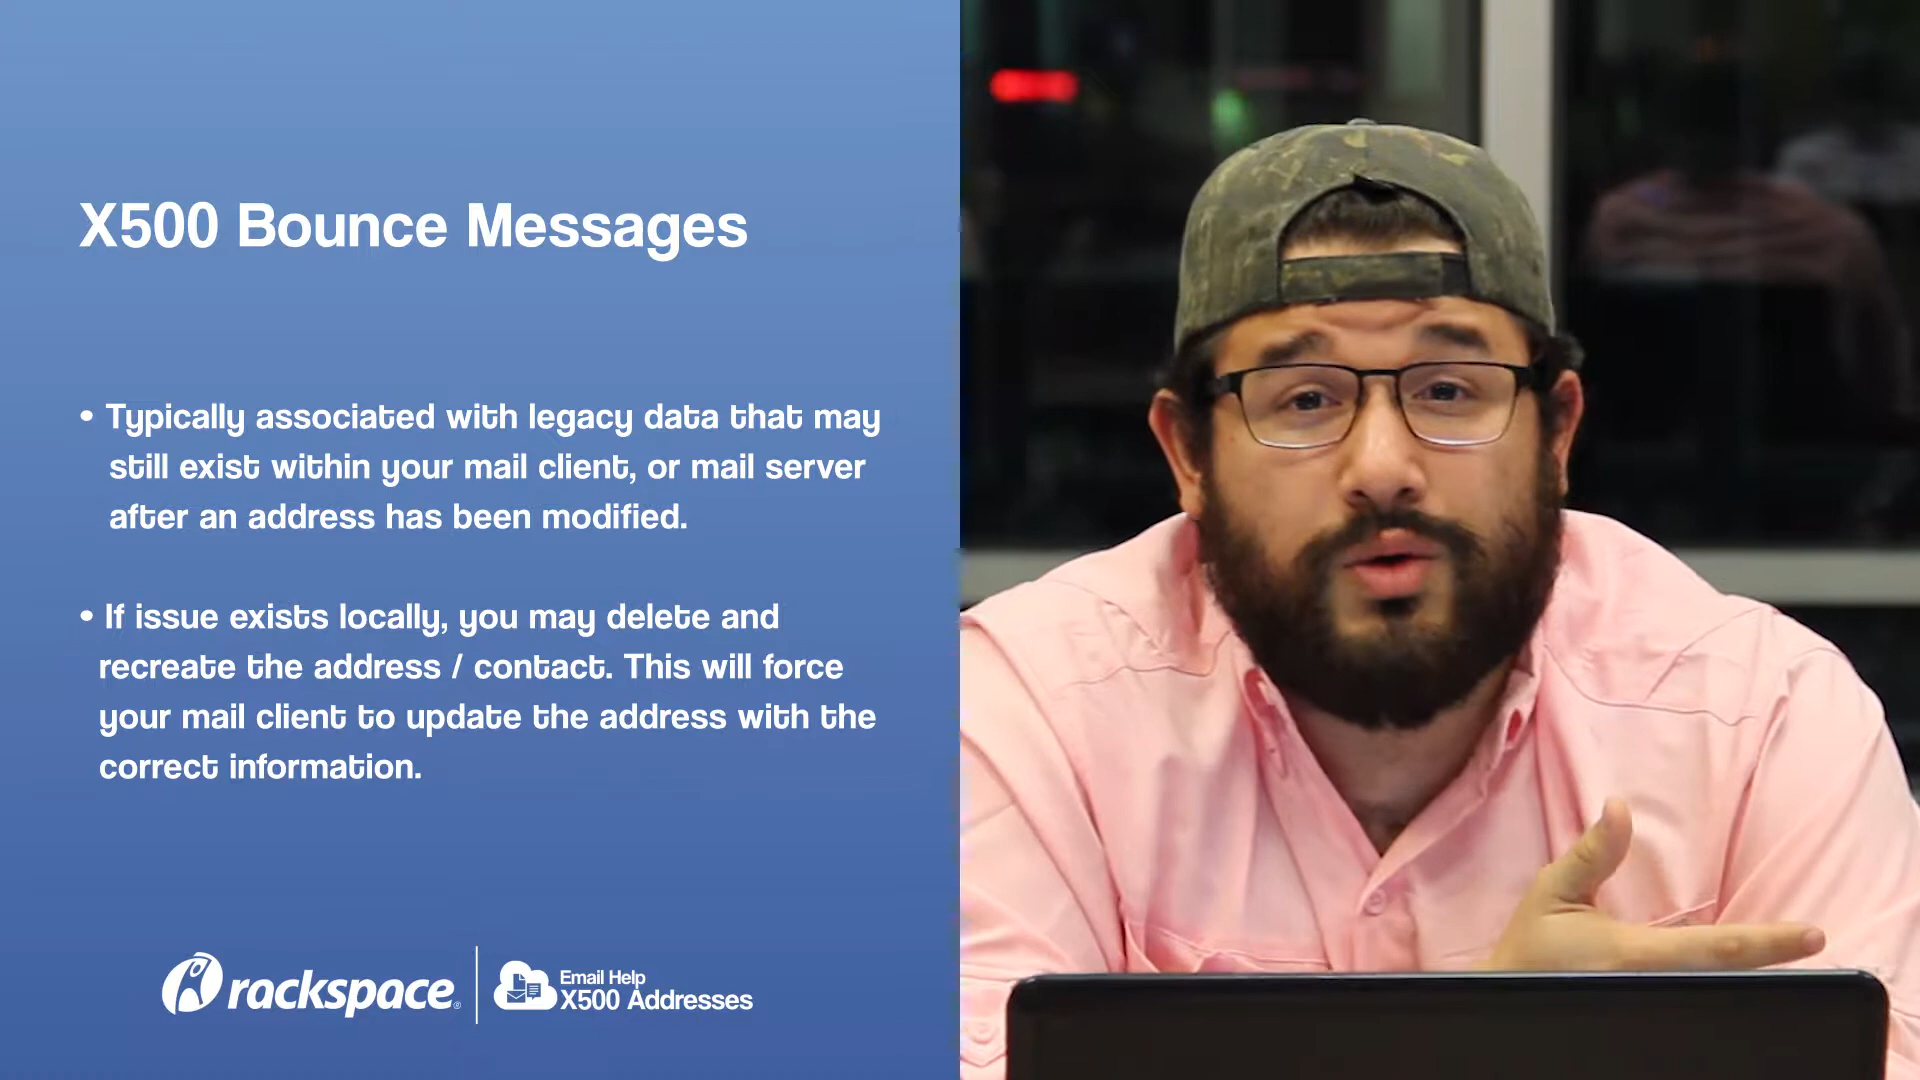 X500 Bounce Messages
• Typically associated with legacy data that may
still exist within your mail client, or mail server
after an address has been modified.
• If issue exists locally, you may delete and
recreate the address / contact. This will force
your mail client to update the address with the
correct information.
rackspace®
Email Help
X500 Addresses